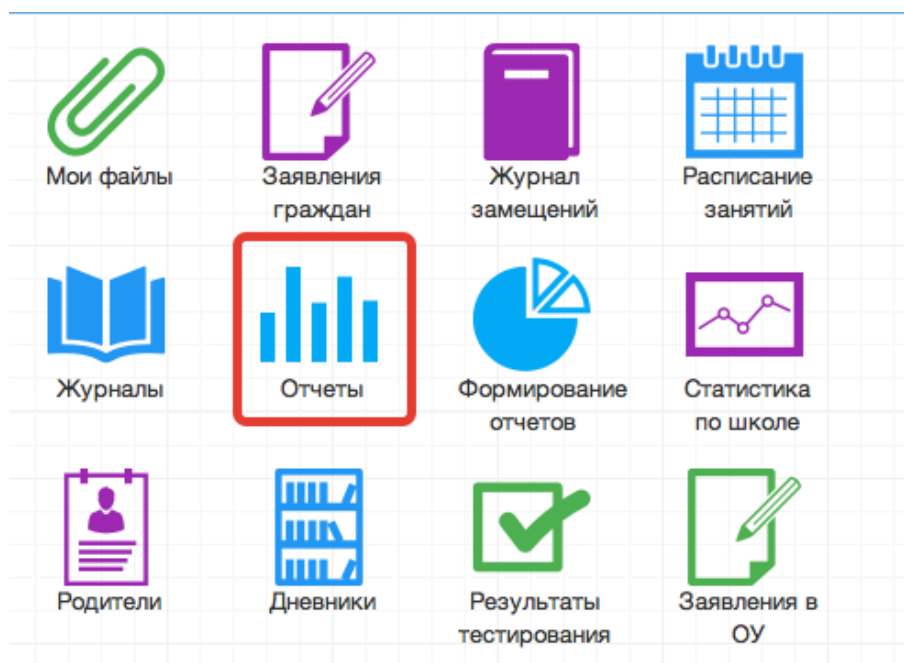 Мои файлы
Заявления
граждан
Журнал
замещений
Расписание
занятий
Журналы
Отчеты
Формирование
отчетов
Статистика
по школе
Родители
Дневники
Результаты
тестирования
Заявления в
ОУ